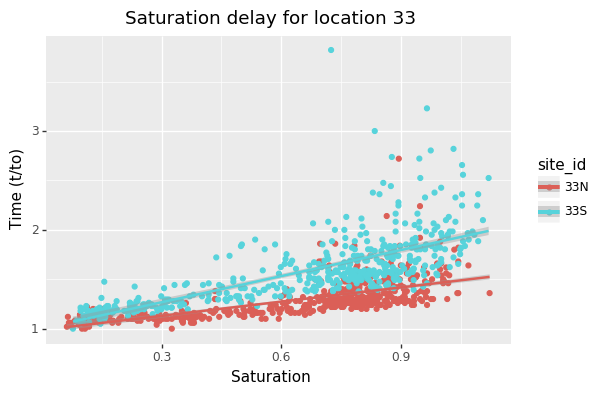 Saturation delay for location 33
Time (t/to)
3
2
1
0.3
0.6
0.9
Saturation
site_id
33N
33S